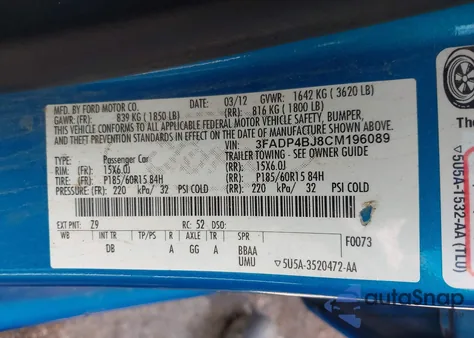 MFD. BY FORD MOTOR CO.
03/12 GVWR: 1642 KG ( 3620 LB)
GAWR: (FR): 839 KG ( 1850 LB) (RR): 816 KG ( 1800 LB)
THIS VEHICLE CONFORMS TO ALL APPLICABLE FEDERAL MOTOR VEHICLE SAFETY, BUMPER,
AND THEFT PREVENTION STANDARDS IN EFFECT ON THE DATE OF MANUFACTURE SHOWN ABOVE.
VIN: 3FADP4BJ8CM196089
TYPE: Passenger Car TRAILER TOWING - SEE OWNER GUIDE
RIM: (FR): 15X6.0J (RR): 15X6.0J
TIRE: (FR): P185/60R15 84H (RR): P185/60R15 84H
PRESSURE: (FR): 220 kPa/ 32 PSI COLD (RR): 220 kPa/ 32 PSI COLD
EXT PNT: Z9 RC: 52 DSO:
WB INT TR TP/PS R AXLE TR SPR F0073
DB A GG A BBAA
UMU ▽5U5A-3520472-AA
The
5U5A-1532-AA (TLU)
autoSnap